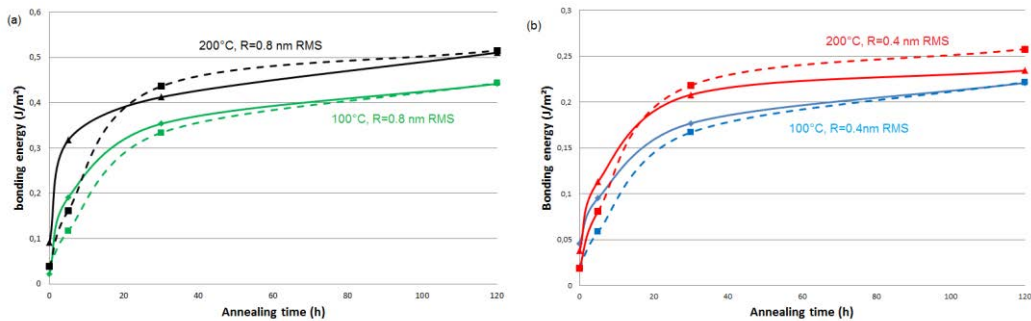 (a)
0,6
0,5
0,4
0,3
0,2
0,1
0
bonding energy (J/m²)
200°C, R=0.8 nm RMS
100°C, R=0.8 nm RMS
0 20 40 60 80 100 120
Annealing time (h)
(b)
0,3
0,25
0,2
0,15
0,1
0,05
0
Bonding energy (J/m²)
200°C, R=0.4 nm RMS
100°C, R=0.4nm RMS
0 20 40 60 80 100 120
Annealing time (h)